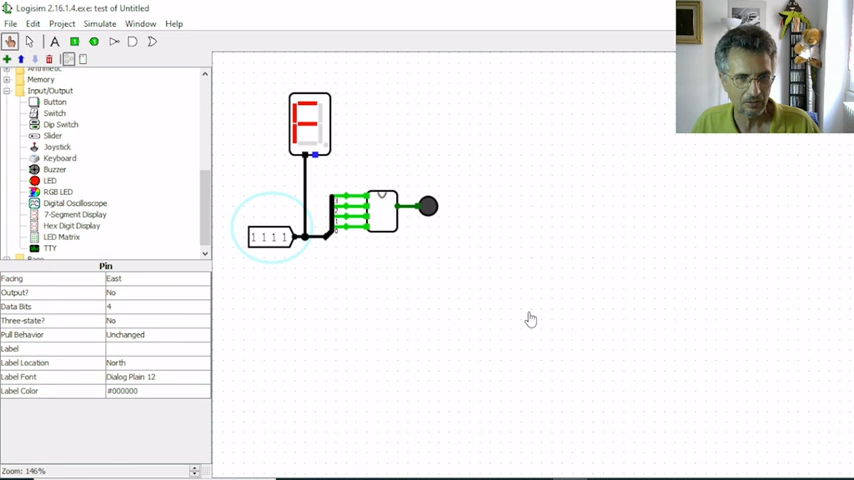 Logisim 2.16.1.4.exe: test of Untitled
File Edit Project Simulate Window Help
A
Memory
Input/Output
Button
Switch
Dip Switch
Slider
Joystick
Keyboard
Buzzer
LED
RGB LED
Digital Oscilloscope
7-Segment Display
Hex Digit Display
LED Matrix
TTY
Pin
Facing East
Output? No
Data Bits 4
Three-state? No
Pull Behavior Unchanged
Label
Label Location North
Label Font Dialog Plain 12
Label Color #000000
Zoom: 146%
F
1 1 1 1